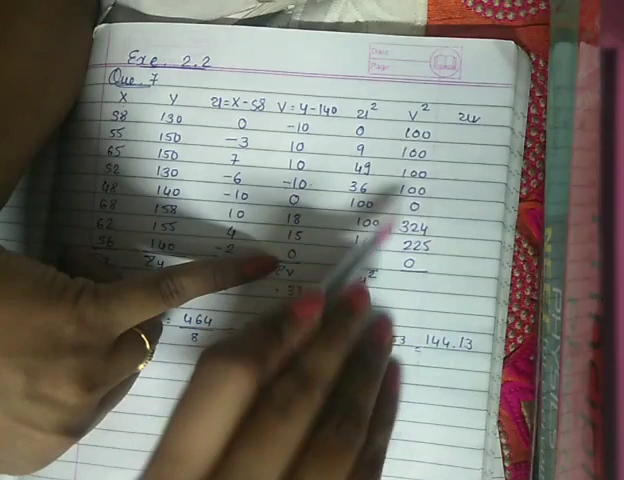 Date
Page
Exe. 2.2
Que. 7
X Y u=X-58 V=Y-140 u² V² uv
58 130 0 -10 0 100
55 150 -3 10 9 100
65 150 7 10 49 100
52 130 -6 -10 36 100
48 140 -10 0 100 0
68 158 10 18 100 324
62 155 4 15 225
56 140 -2 0 0
= 33
= 464
8
= 144.13